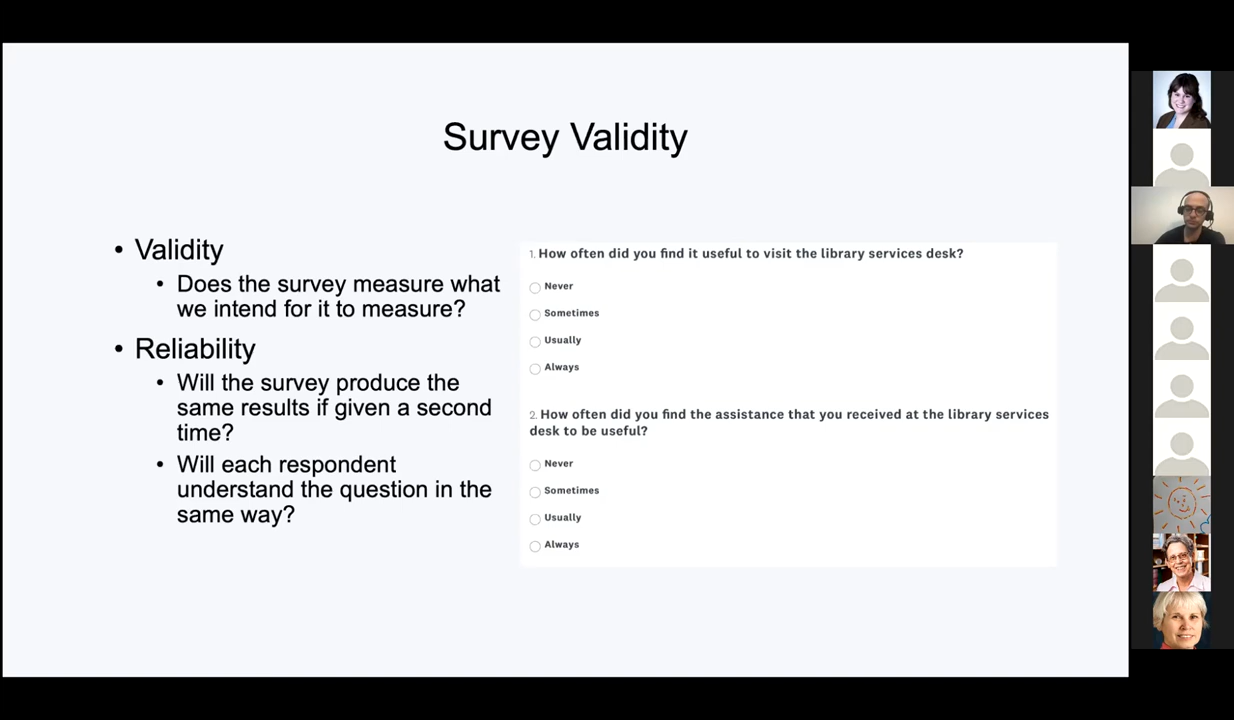 Survey Validity
• Validity
• Does the survey measure what
we intend for it to measure?
• Reliability
• Will the survey produce the
same results if given a second
time?
• Will each respondent
understand the question in the
same way?
1. How often did you find it useful to visit the library services desk?
Never
Sometimes
Usually
Always
2. How often did you find the assistance that you received at the library services
desk to be useful?
Never
Sometimes
Usually
Always